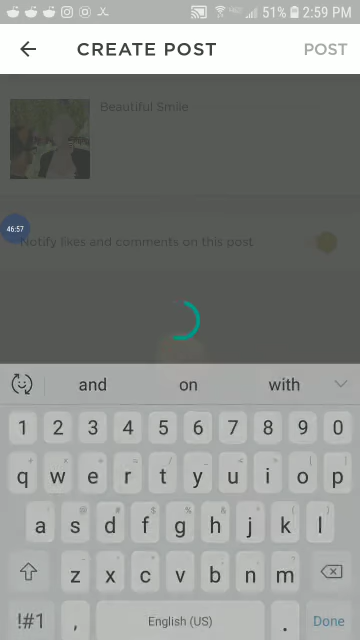 51% 2:59 PM
CREATE POST POST
Beautiful Smile
46:57
Notify likes and comments on this post
and on with
1 2 3 4 5 6 7 8 9 0
q w e r t y u i o p
a s d f g h j k l
z x c v b n m
!#1 , English (US) . Done